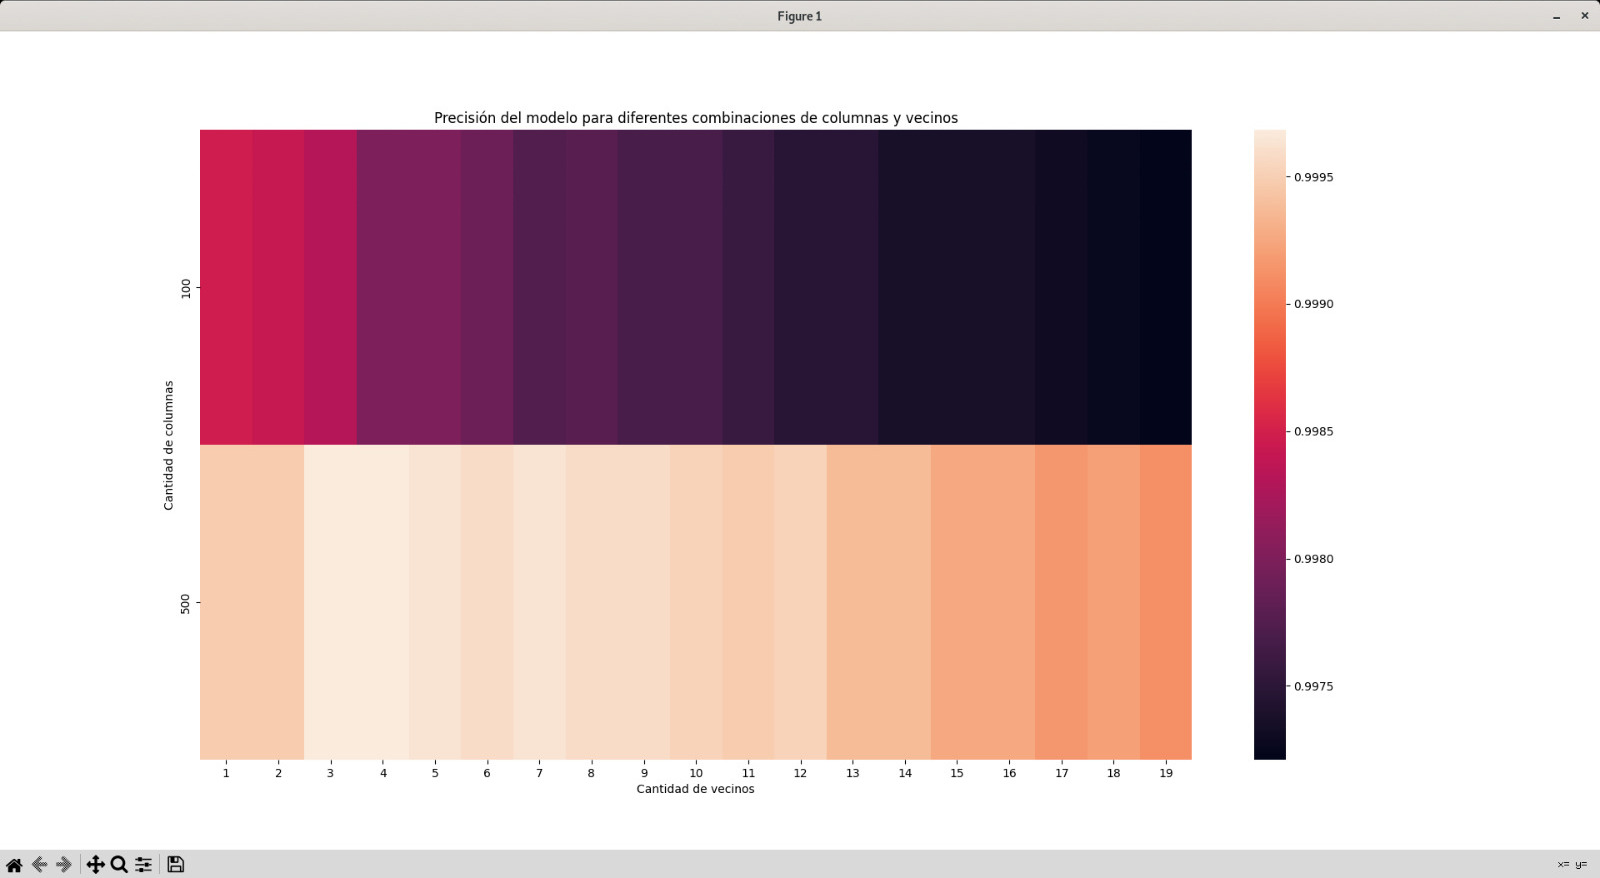 Figure 1
Precisión del modelo para diferentes combinaciones de columnas y vecinos
Cantidad de columnas
100
500
1 2 3 4 5 6 7 8 9 10 11 12 13 14 15 16 17 18 19
Cantidad de vecinos
0.9995
0.9990
0.9985
0.9980
0.9975
x= y=